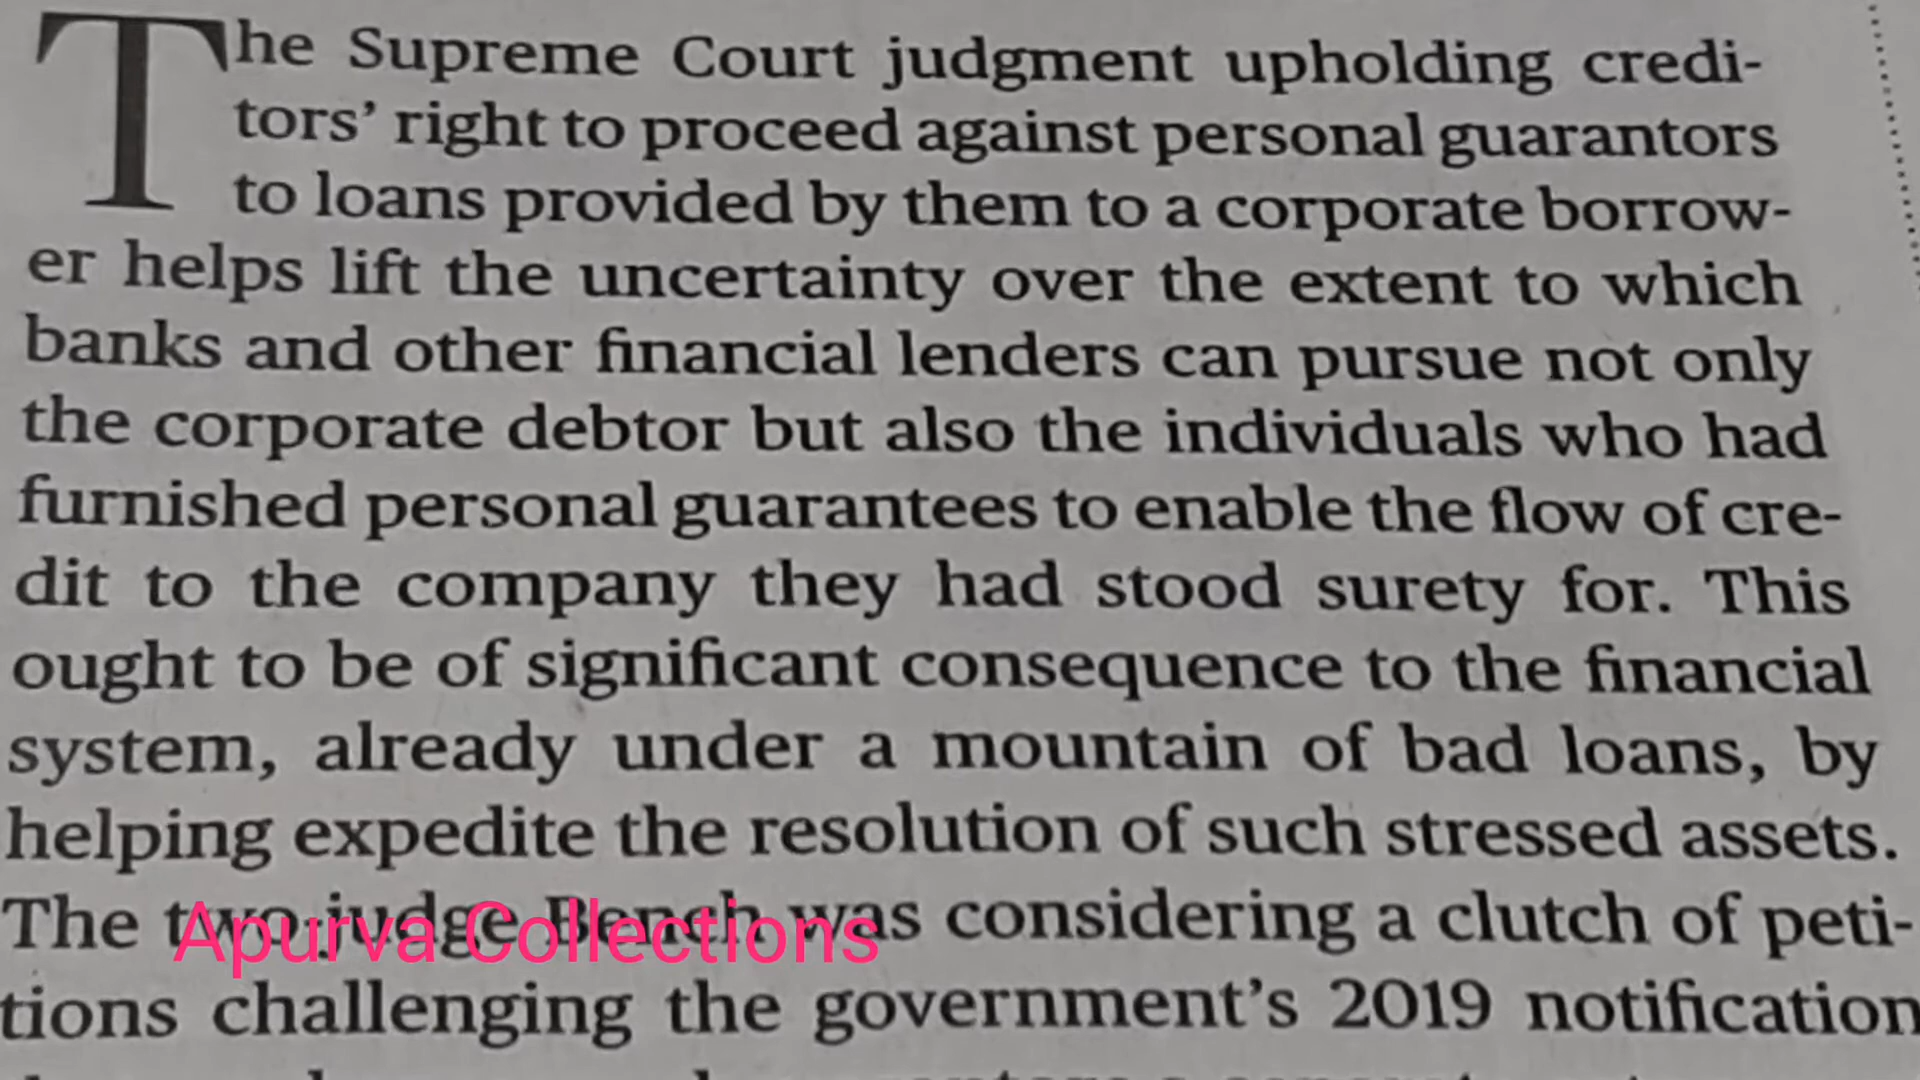 The Supreme Court judgment upholding credi-
tors’ right to proceed against personal guarantors
to loans provided by them to a corporate borrow-
er helps lift the uncertainty over the extent to which
banks and other financial lenders can pursue not only
the corporate debtor but also the individuals who had
furnished personal guarantees to enable the flow of cre-
dit to the company they had stood surety for. This
ought to be of significant consequence to the financial
system, already under a mountain of bad loans, by
helping expedite the resolution of such stressed assets.
The two-judge Bench was considering a clutch of peti-
Apurva Collections
tions challenging the government’s 2019 notification